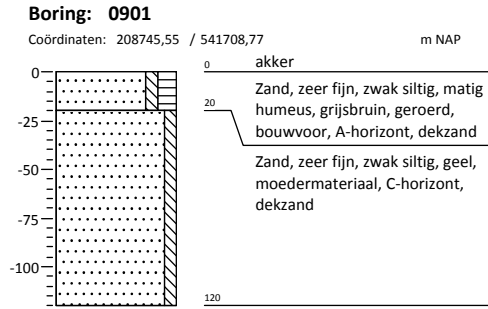 Boring: 0901
Coördinaten: 208745,55 / 541708,77 m NAP
0 0 akker
Zand, zeer fijn, zwak siltig, matig
20 humeus, grijsbruin, geroerd,
-25 bouwvoor, A-horizont, dekzand
Zand, zeer fijn, zwak siltig, geel,
-50 moedermateriaal, C-horizont,
dekzand
-75
-100
120